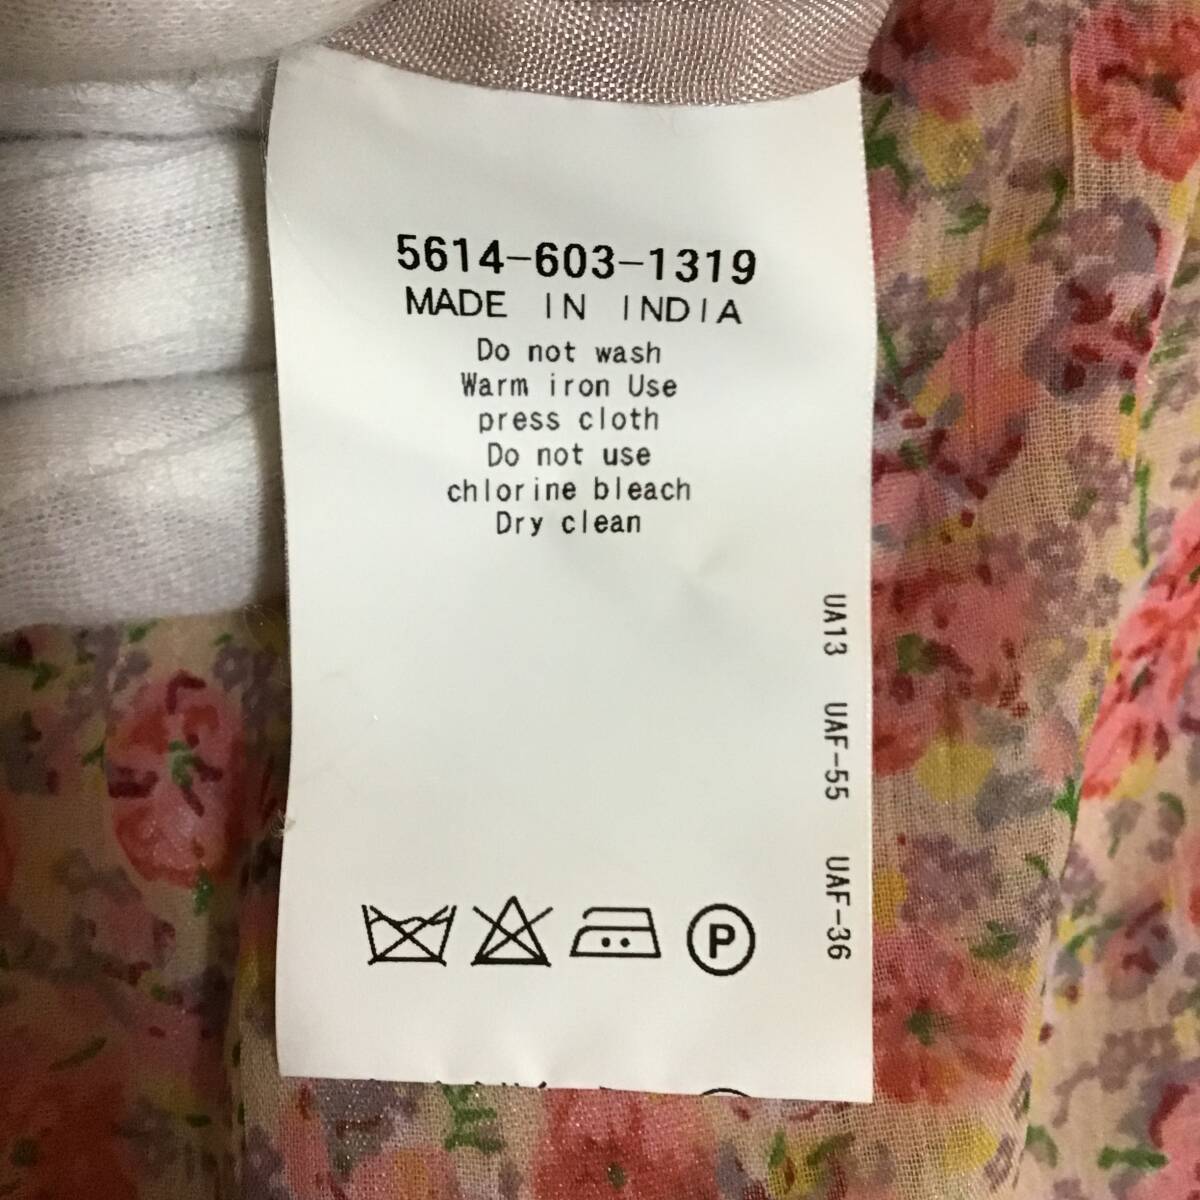 5614-603-1319
MADE IN INDIA
Do not wash
Warm iron Use
press cloth
Do not use
chlorine bleach
Dry clean
UA13 UAF-55 UAF-36
P